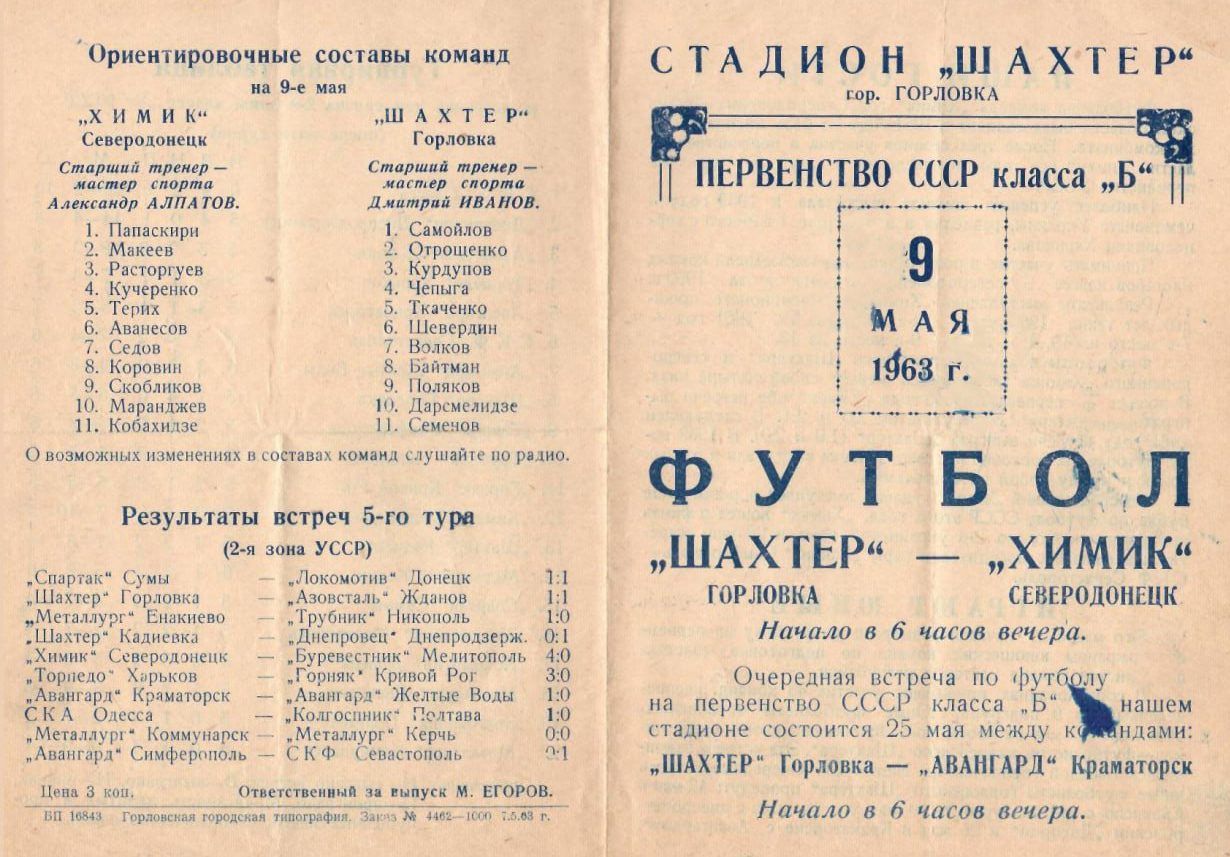 Ориентировочные составы команд
на 9-е мая
„ХИМИК“
Северодонецк
Старший тренер —
мастер спорта
Александр АЛПАТОВ.
1. Папаскири
2. Макеев
3. Расторгуев
4. Кучеренко
5. Терих
6. Аванесов
7. Седов
8. Коровин
9. Скобликов
10. Маранджев
11. Кобахидзе
„ШАХТЕР“
Горловка
Старший тренер —
мастер спорта
Дмитрий ИВАНОВ.
1. Самойлов
2. Отрощенко
3. Курдупов
4. Чепыга
5. Ткаченко
6. Шевердин
7. Волков
8. Байтман
9. Поляков
10. Дарсмелидзе
11. Семенов
О возможных изменениях в составах команд слушайте по радио.
Результаты встреч 5-го тура
(2-я зона УССР)
„Спартак“ Сумы — „Локомотив“ Донецк 1:1
„Шахтер“ Горловка — „Азовсталь“ Жданов 1:1
„Металлург“ Енакиево — „Трубник“ Никополь 1:0
„Шахтер“ Кадиевка — „Днепровец“ Днепродзерж. 0:1
„Химик“ Северодонецк — „Буревестник“ Мелитополь 4:0
„Торпедо“ Харьков — „Горняк“ Кривой Рог 3:0
„Авангард“ Краматорск — „Авангард“ Желтые Воды 1:0
СКА Одесса — „Колгоспник“ Полтава 1:0
„Металлург“ Коммунарск — „Металлург“ Керчь 0:0
„Авангард“ Симферополь — СКФ Севастополь
Цена 3 коп. Ответственный за выпуск М. ЕГОРОВ.
БП 16843 Горловская городская типография. Заказ № 4462—1000 7.5.63 г.
СТАДИОН „ШАХТЕР“
гор. ГОРЛОВКА
ПЕРВЕНСТВО СССР класса „Б“
9
МАЯ
1963 г.
ФУТБОЛ
„ШАХТЕР“ — „ХИМИК“
ГОРЛОВКА СЕВЕРОДОНЕЦК
Начало в 6 часов вечера.
Очередная встреча по футболу
на первенство СССР класса „Б“ нашем
стадионе состоится 25 мая между командами:
„ШАХТЕР“ Горловка — „АВАНГАРД“ Краматорск
Начало в 6 часов вечера.